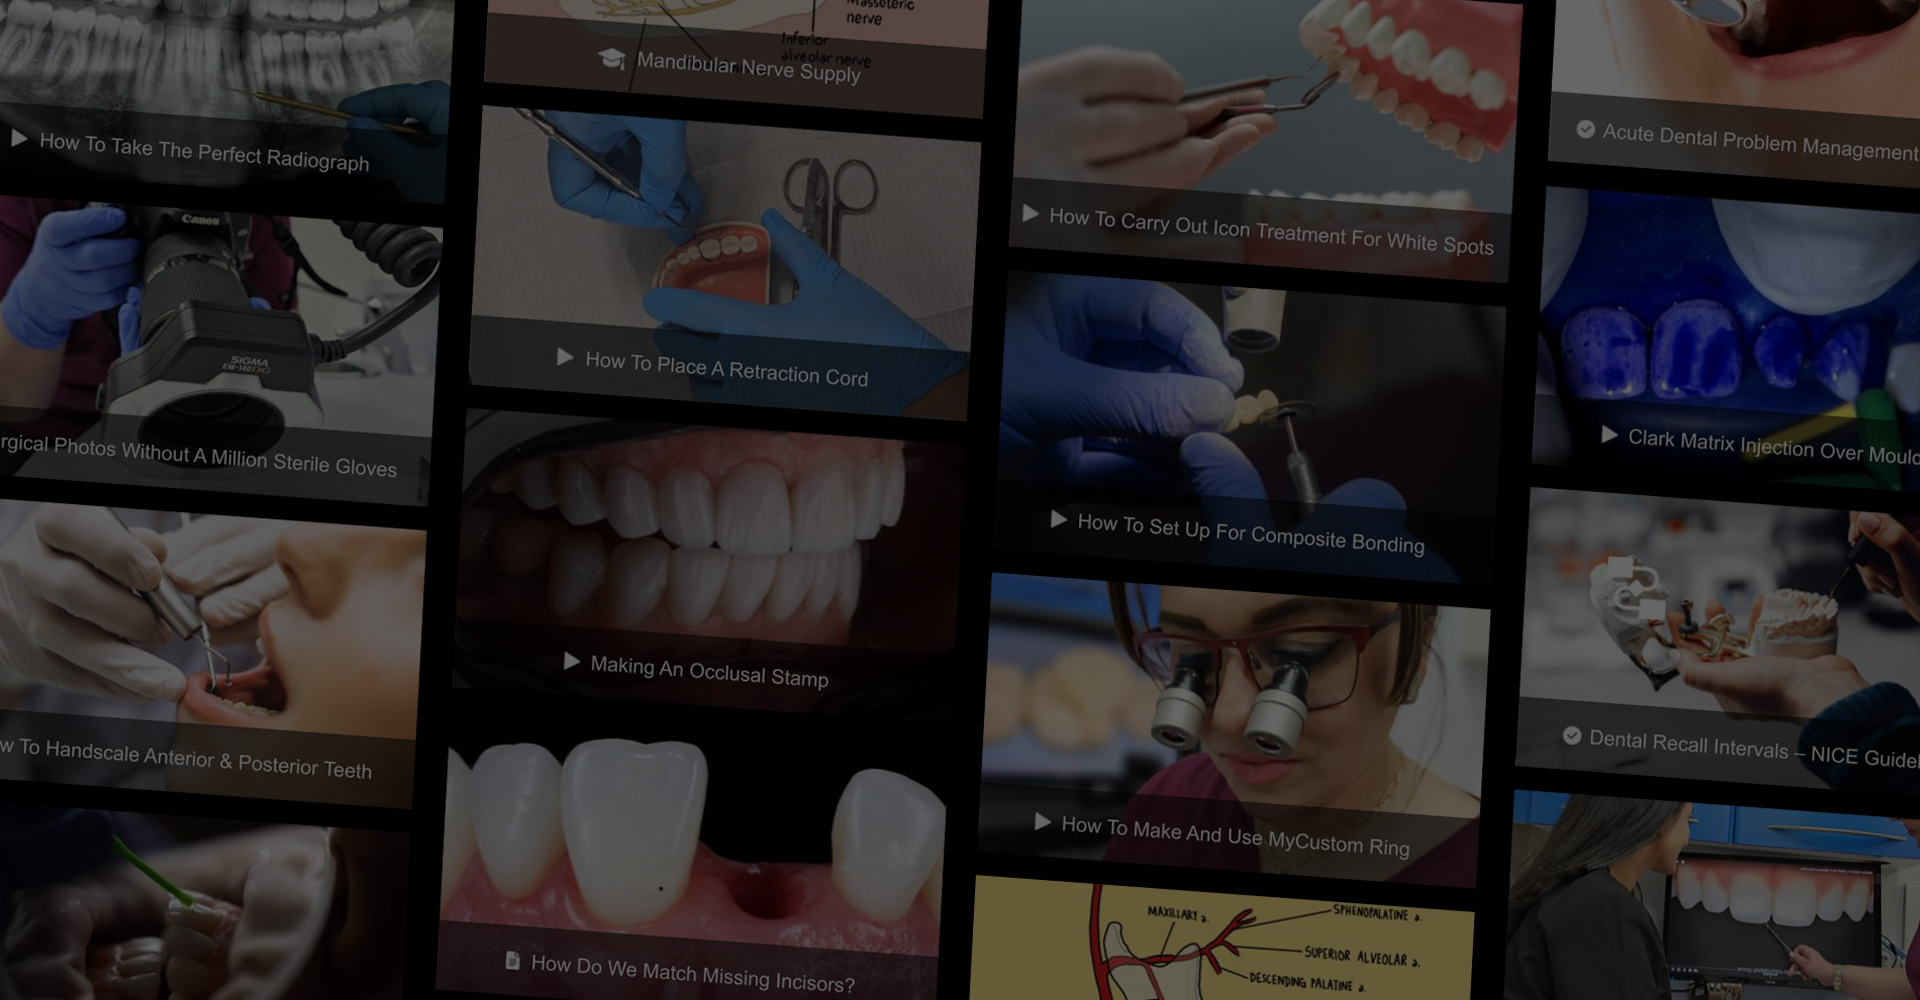 How To Take The Perfect Radiograph
Canon
SIGMA
EM-140 DG
rgical Photos Without A Million Sterile Gloves
w To Handscale Anterior & Posterior Teeth
Masseteric
nerve
Inferior
alveolar nerve
Mandibular Nerve Supply
How To Place A Retraction Cord
Making An Occlusal Stamp
How Do We Match Missing Incisors?
How To Carry Out Icon Treatment For White Spots
How To Set Up For Composite Bonding
How To Make And Use MyCustom Ring
MAXILLARY a.
SPHENOPALATINE a.
SUPERIOR ALVEOLAR a.
DESCENDING PALATINE a.
Acute Dental Problem Management
Clark Matrix Injection Over Mould
Dental Recall Intervals – NICE Guidel